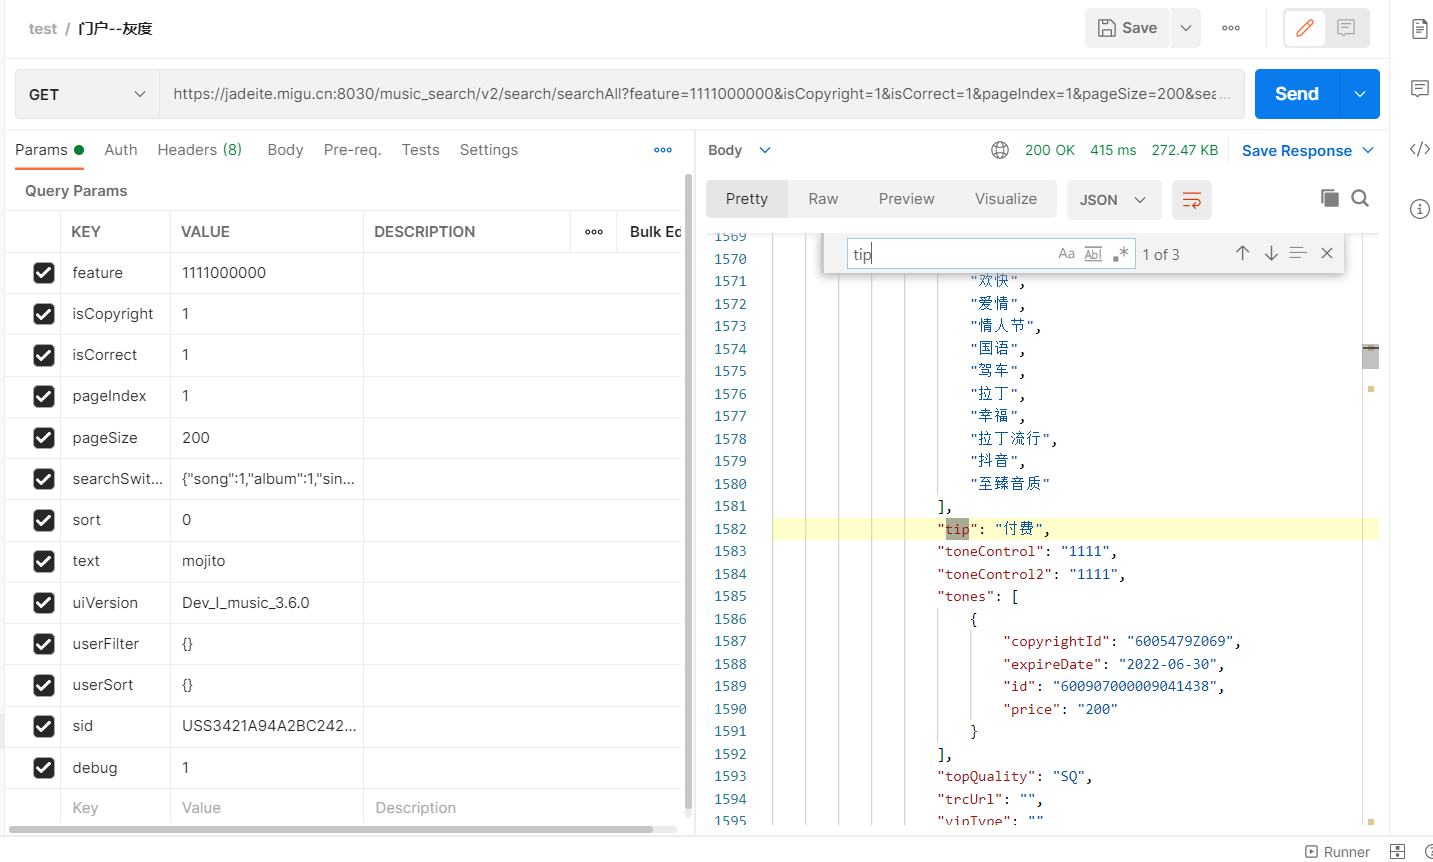 test / 门户--灰度
Save
GET
https://jadeite.migu.cn:8030/music_search/v2/search/searchAll?feature=1111000000&isCopyright=1&isCorrect=1&pageIndex=1&pageSize=200&sea...
Send
Params Auth Headers (8) Body Pre-req. Tests Settings
Query Params
KEY VALUE DESCRIPTION Bulk Ed
feature 1111000000
isCopyright 1
isCorrect 1
pageIndex 1
pageSize 200
searchSwit... {"song":1,"album":1,"sin...
sort 0
text mojito
uiVersion Dev_I_music_3.6.0
userFilter {}
userSort {}
sid USS3421A94A2BC242...
debug 1
Key Value Description
Body 200 OK 415 ms 272.47 KB Save Response
Pretty Raw Preview Visualize JSON
tip Aa Abl .* 1 of 3
1569
1570
1571 "欢快",
1572 "爱情",
1573 "情人节",
1574 "国语",
1575 "驾车",
1576 "拉丁",
1577 "幸福",
1578 "拉丁流行",
1579 "抖音",
1580 "至臻音质"
1581 ],
1582 "tip": "付费",
1583 "toneControl": "1111",
1584 "toneControl2": "1111",
1585 "tones": [
1586 {
1587 "copyrightId": "6005479Z069",
1588 "expireDate": "2022-06-30",
1589 "id": "600907000009041438",
1590 "price": "200"
1591 }
1592 ],
1593 "topQuality": "SQ",
1594 "trcUrl": "",
1595 "vipType": ""
Runner